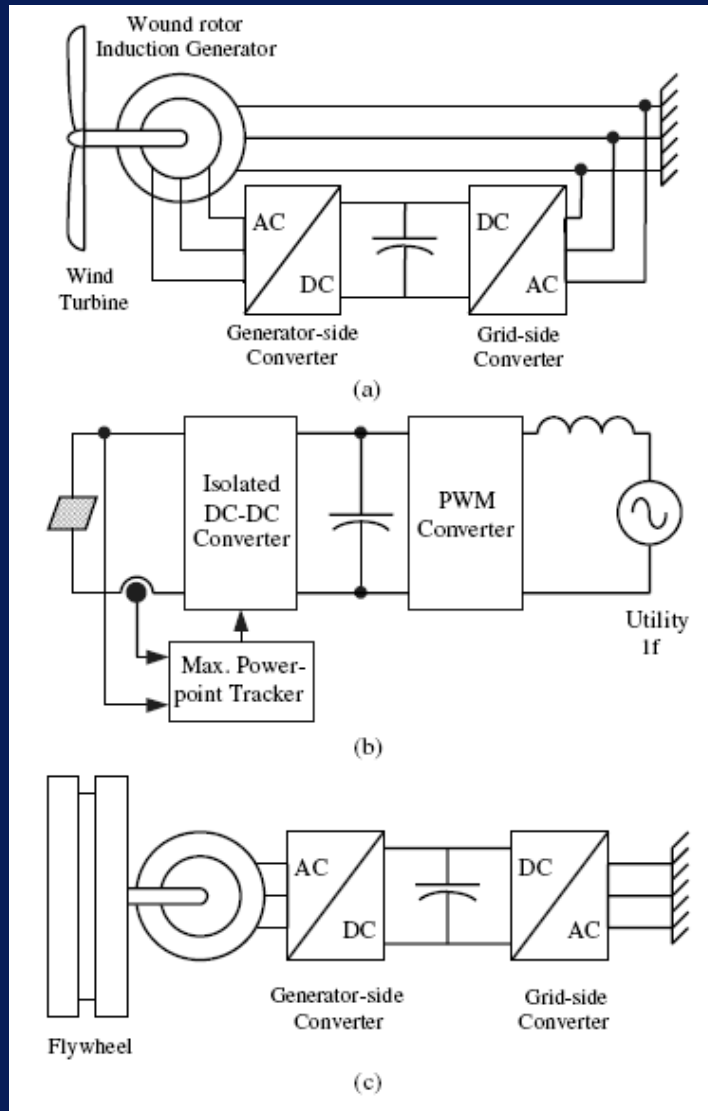 Wound rotor
Induction Generator
Wind
Turbine
AC
DC
DC
AC
Generator-side
Converter
Grid-side
Converter
(a)
Isolated
DC-DC
Converter
PWM
Converter
Max. Power-
point Tracker
Utility
1f
(b)
Flywheel
AC
DC
DC
AC
Generator-side
Converter
Grid-side
Converter
(c)